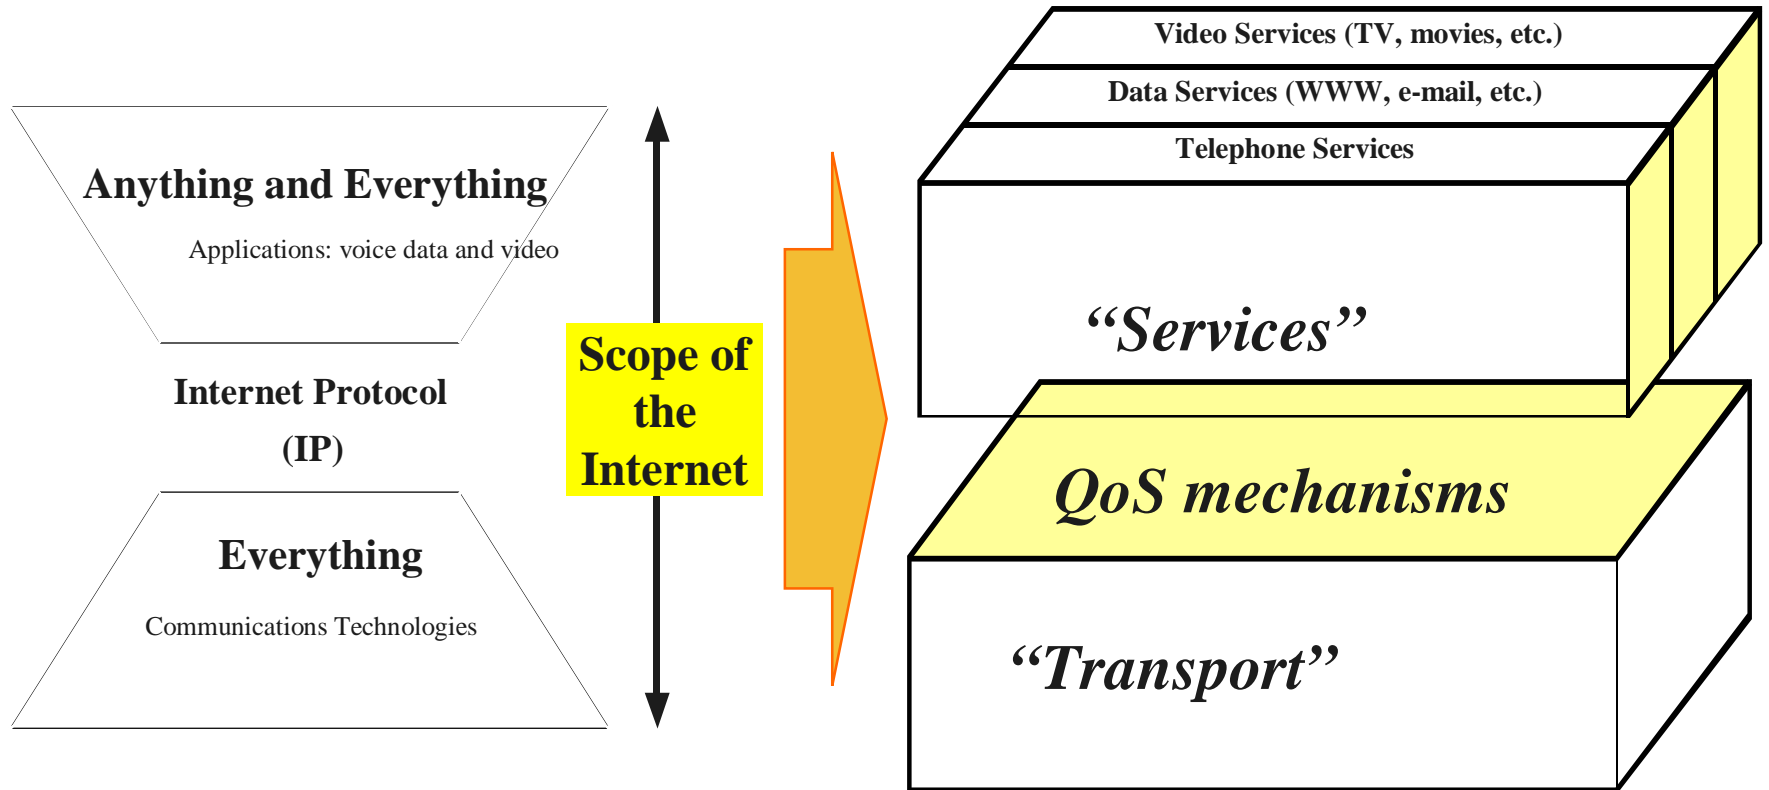 Anything and Everything
Applications: voice data and video
Internet Protocol
(IP)
Everything
Communications Technologies
Scope of
the
Internet
Video Services (TV, movies, etc.)
Data Services (WWW, e-mail, etc.)
Telephone Services
“Services”
QoS mechanisms
“Transport”